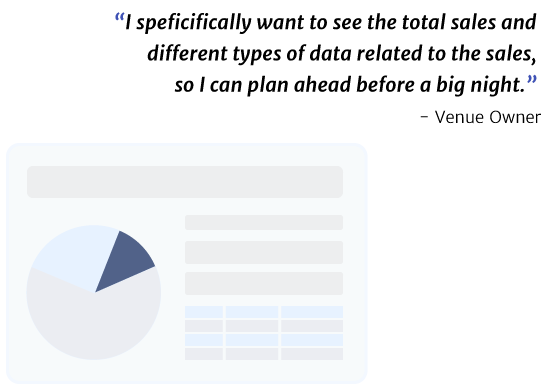 “I speficifically want to see the total sales and
different types of data related to the sales,
so I can plan ahead before a big night.”
– Venue Owner